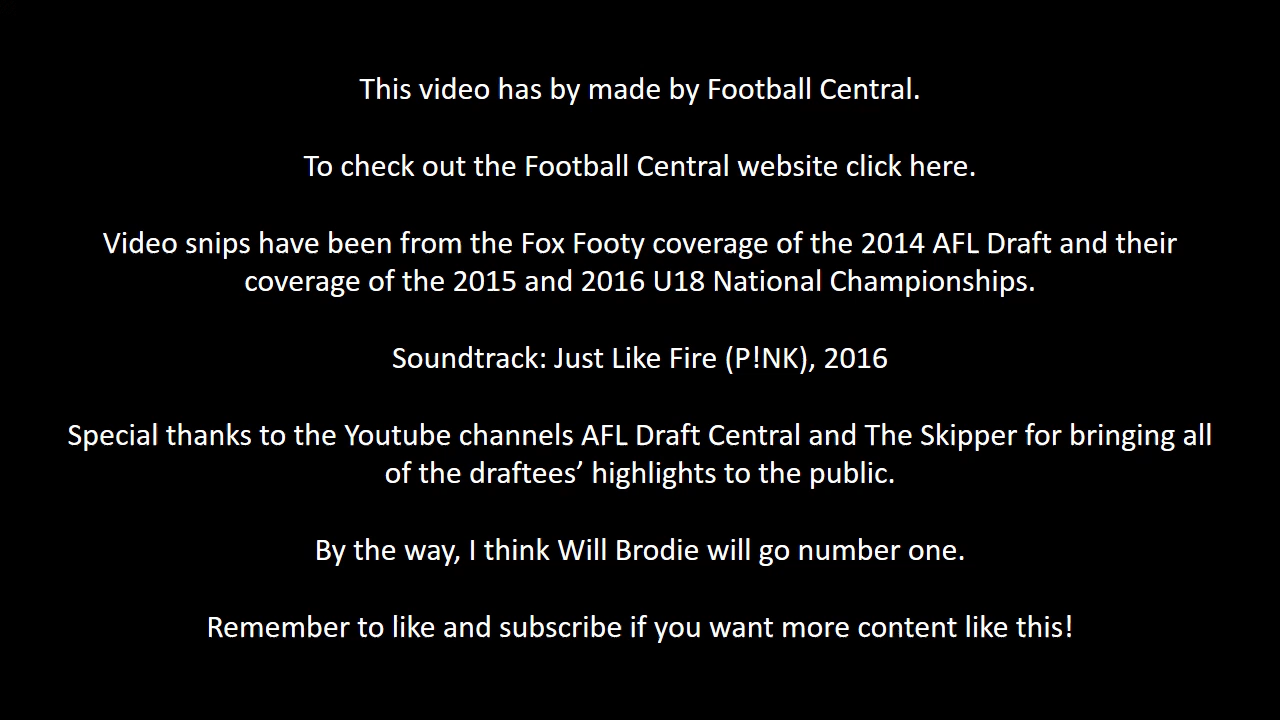 This video has by made by Football Central.
To check out the Football Central website click here.
Video snips have been from the Fox Footy coverage of the 2014 AFL Draft and their
coverage of the 2015 and 2016 U18 National Championships.
Soundtrack: Just Like Fire (P!NK), 2016
Special thanks to the Youtube channels AFL Draft Central and The Skipper for bringing all
of the draftees’ highlights to the public.
By the way, I think Will Brodie will go number one.
Remember to like and subscribe if you want more content like this!